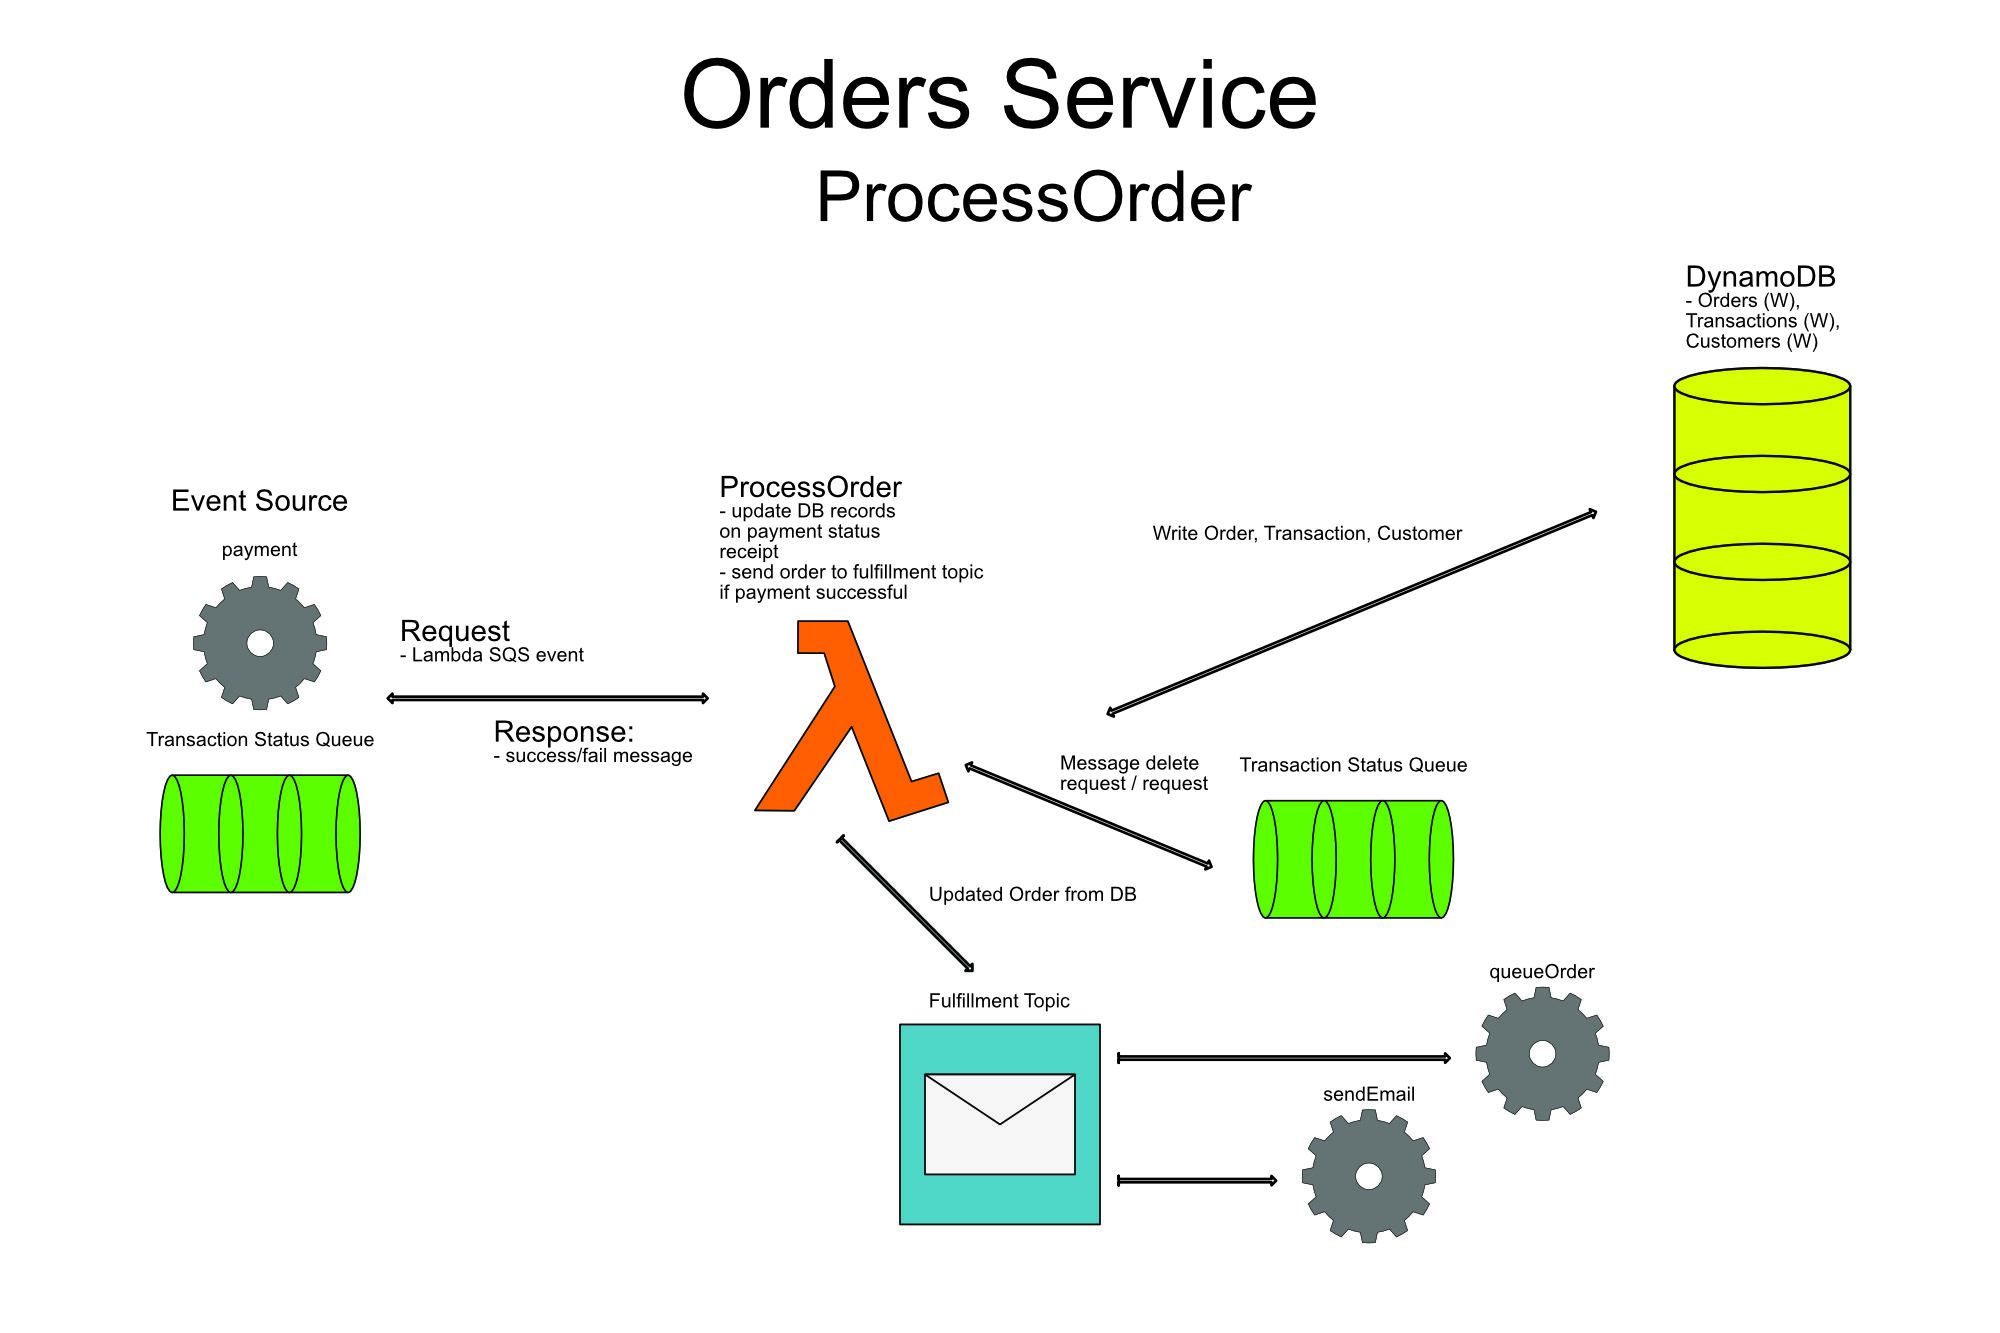 Orders Service
ProcessOrder
DynamoDB
- Orders (W),
Transactions (W),
Customers (W)
Event Source
payment
Transaction Status Queue
Request
- Lambda SQS event
Response:
- success/fail message
ProcessOrder
- update DB records
on payment status
receipt
- send order to fulfillment topic
if payment successful
Write Order, Transaction, Customer
Message delete
request / request
Transaction Status Queue
Updated Order from DB
Fulfillment Topic
queueOrder
sendEmail